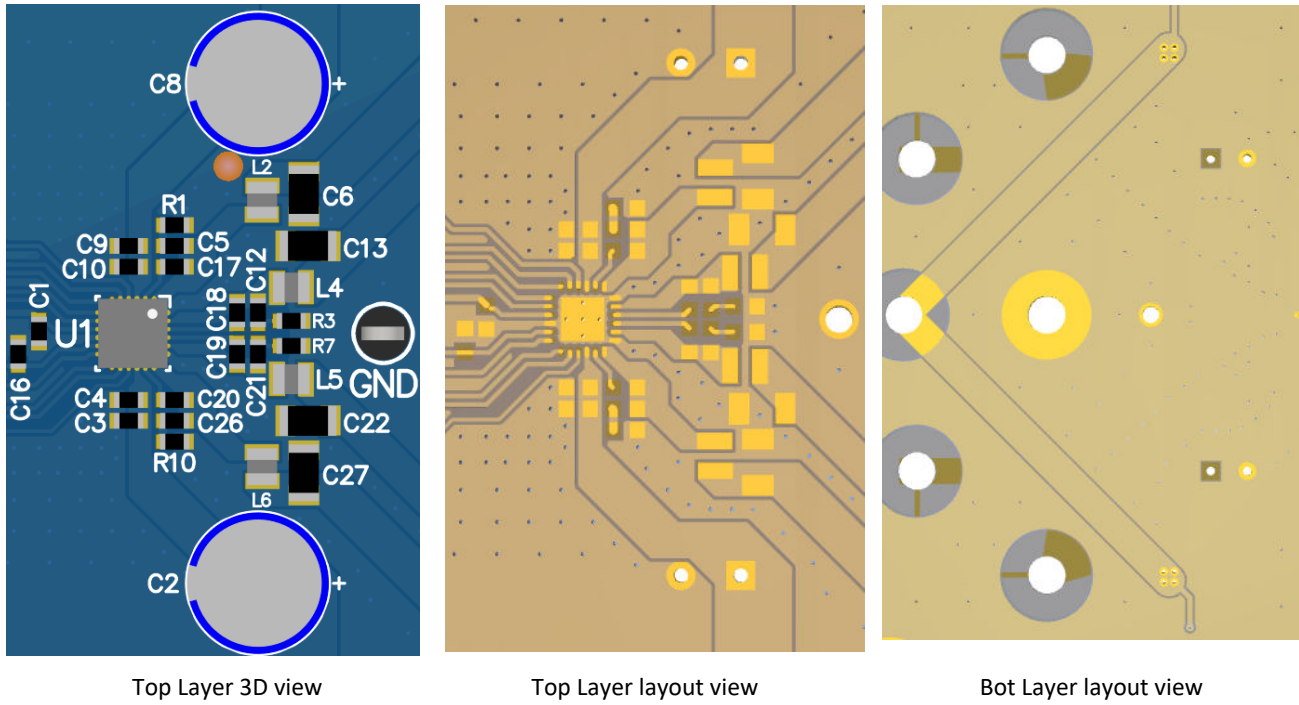 C8
+
L2
C6
R1
C9
C5
C13
C10
C17
C12
L4
C1
C18
R3
U1
R7
C16
C19
C21
L5
GND
C4
C20
C3
C26
C22
R10
C27
L6
C2
+
Top Layer 3D view
Top Layer layout view
Bot Layer layout view